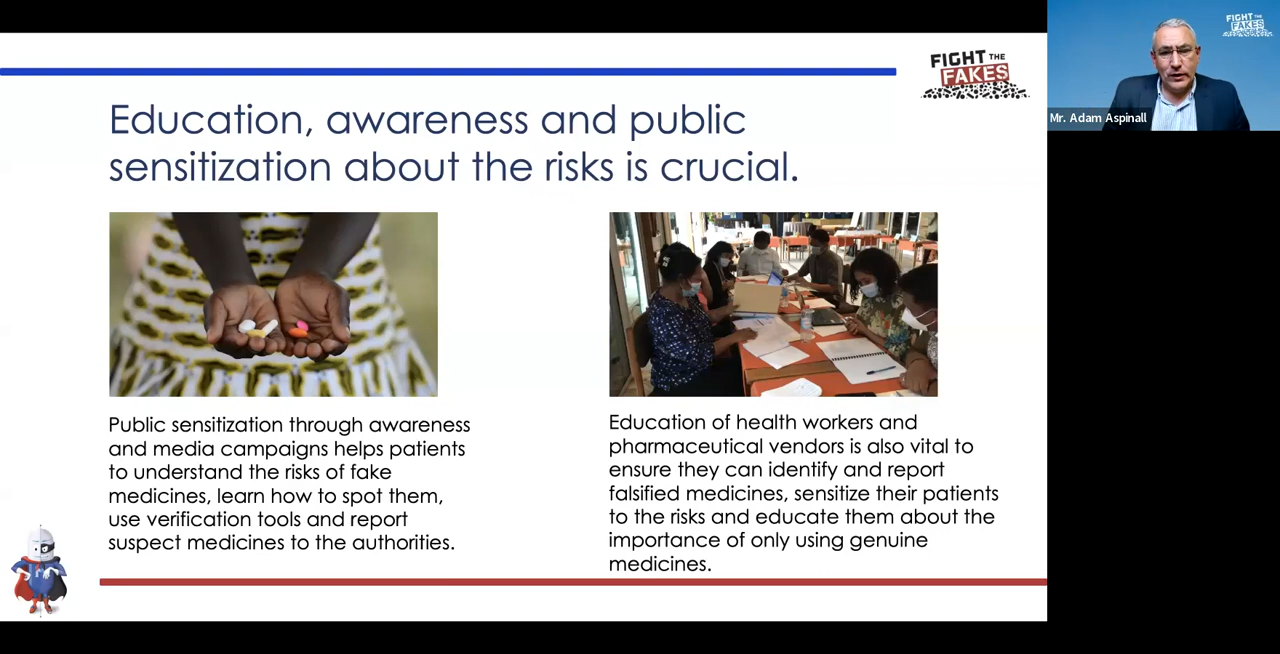 FIGHT THE
FAKES
FIGHT THE
FAKES
Mr. Adam Aspinall
Education, awareness and public
sensitization about the risks is crucial.
Public sensitization through awareness
and media campaigns helps patients
to understand the risks of fake
medicines, learn how to spot them,
use verification tools and report
suspect medicines to the authorities.
Education of health workers and
pharmaceutical vendors is also vital to
ensure they can identify and report
falsified medicines, sensitize their patients
to the risks and educate them about the
importance of only using genuine
medicines.